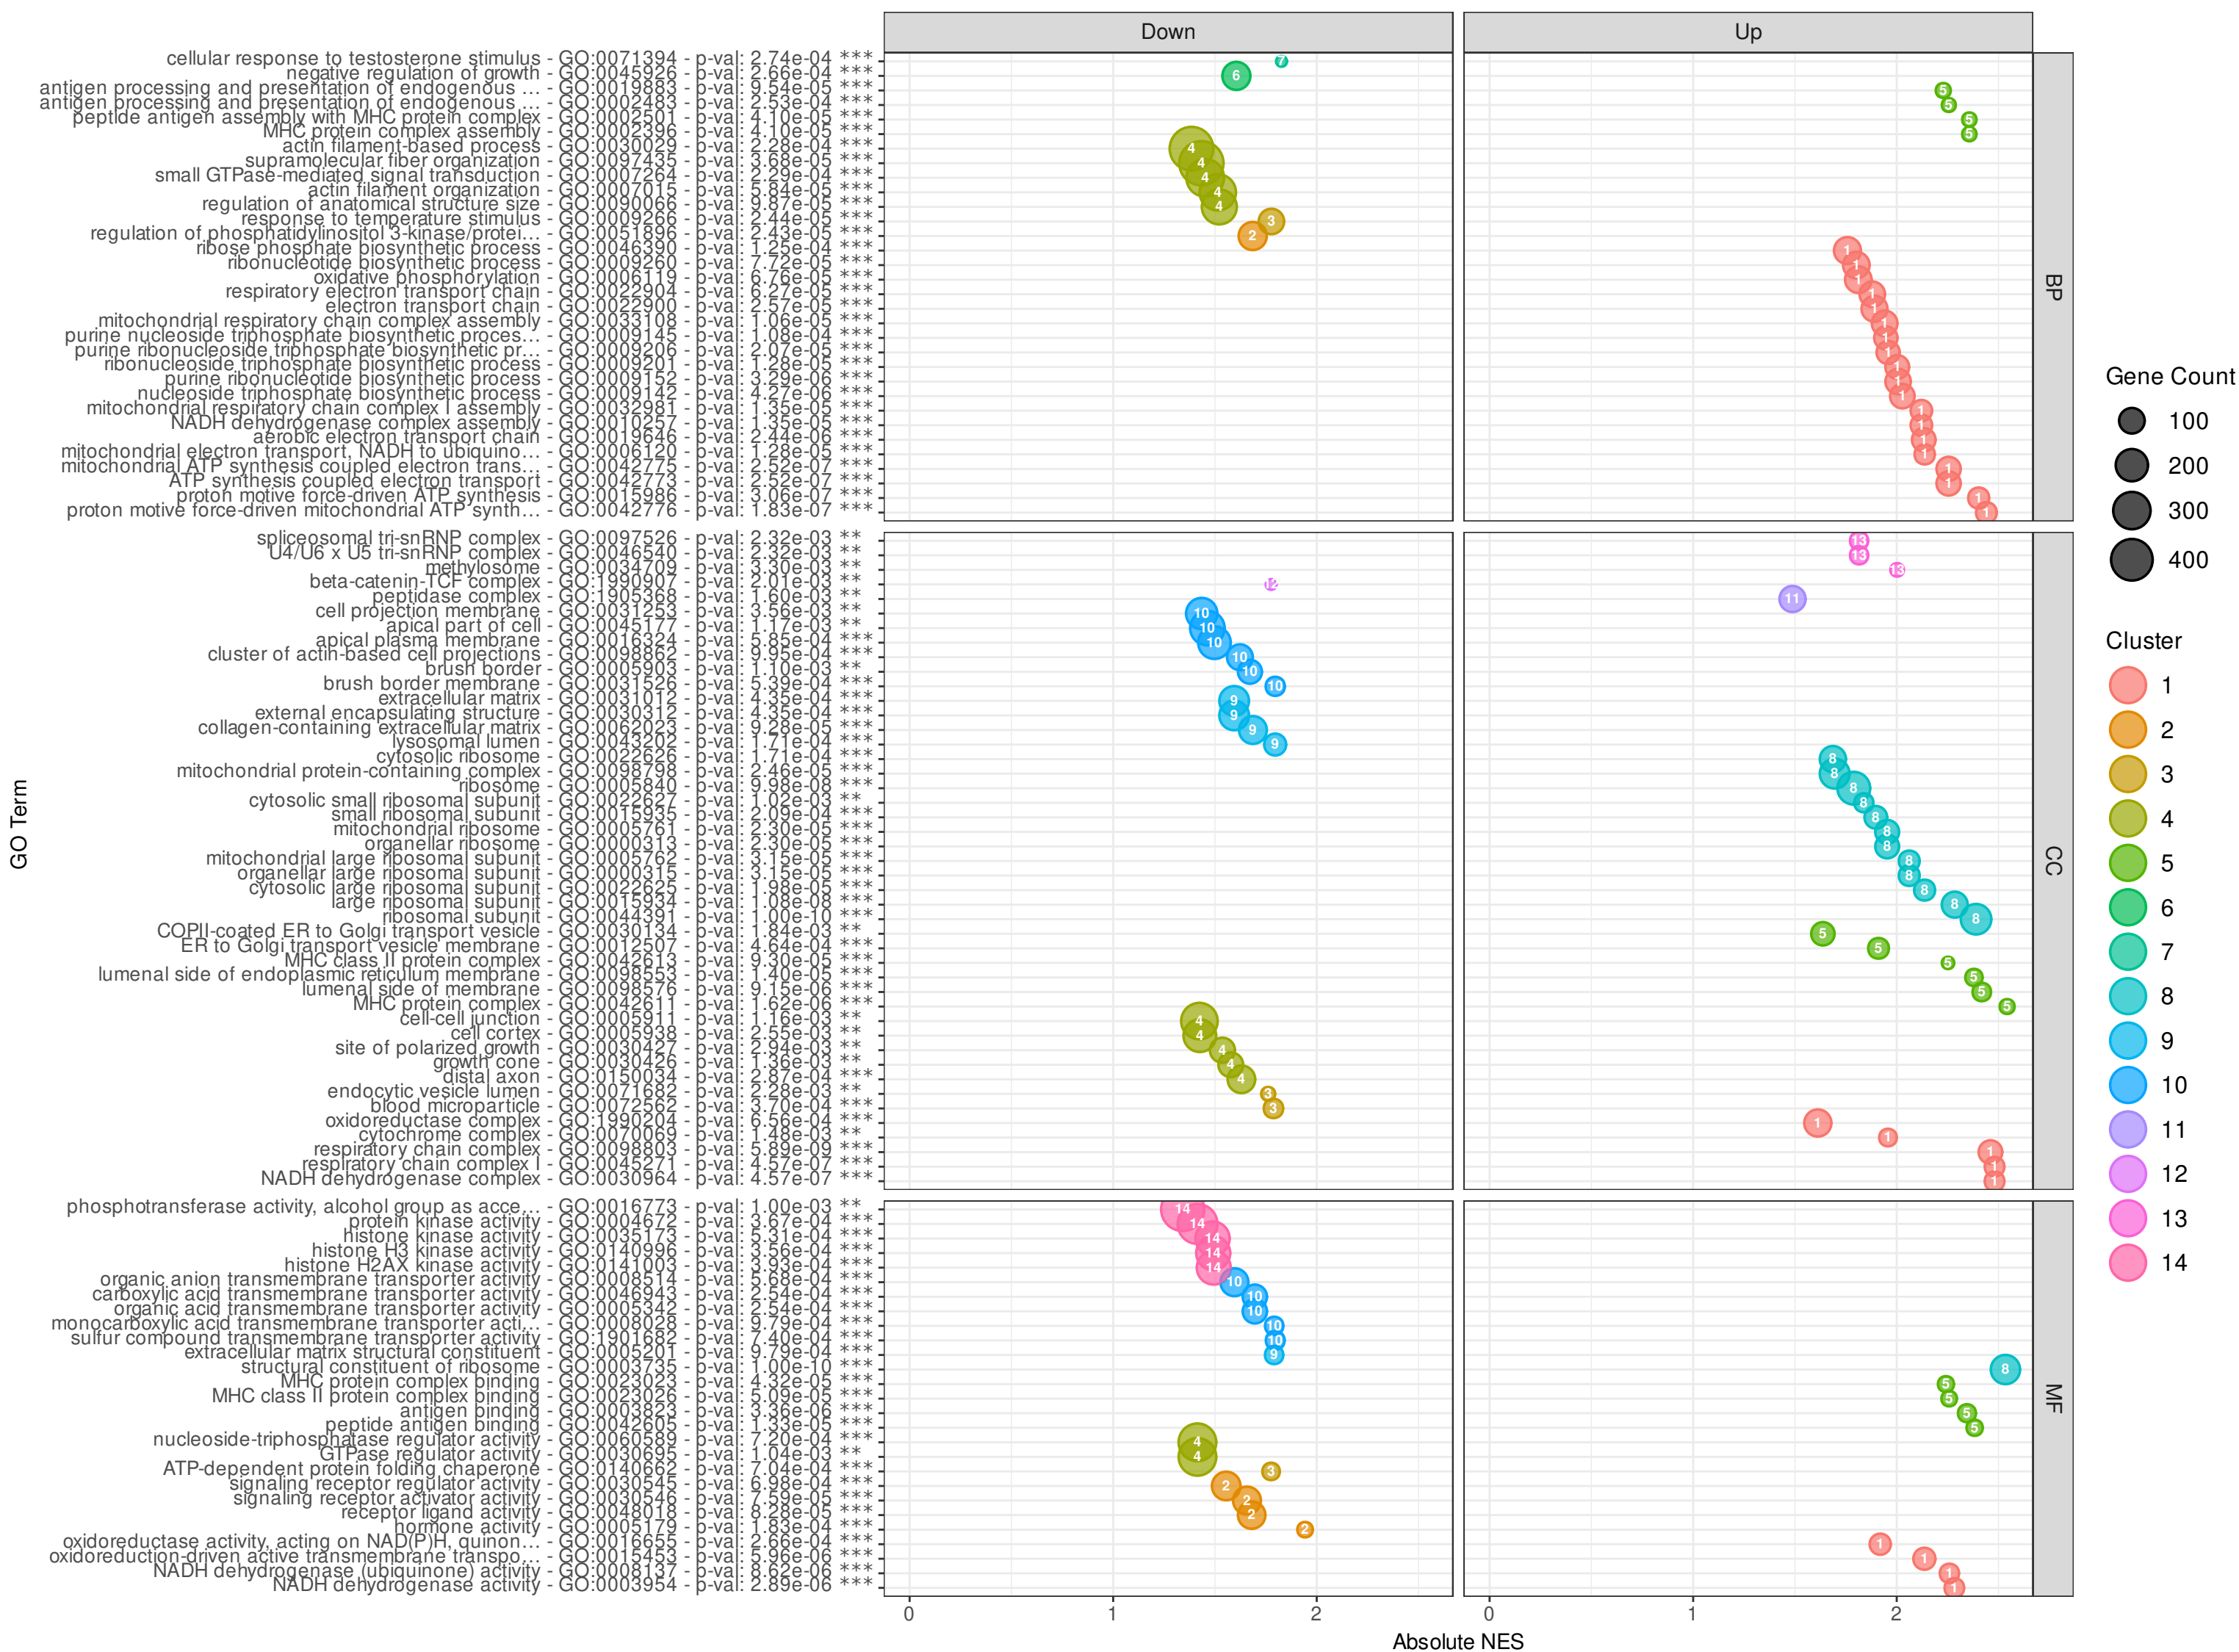 Down
Up
cellular response to testosterone stimulus - GO:0071394 - p-val: 2.74e-04 ***
negative regulation of growth - GO:0045926 - p-val: 2.66e-04 ***
antigen processing and presentation of endogenous … - GO:0019883 - p-val: 9.54e-05 ***
antigen processing and presentation of endogenous … - GO:0002483 - p-val: 2.53e-04 ***
peptide antigen assembly with MHC protein complex - GO:0002501 - p-val: 4.10e-05 ***
MHC protein complex assembly - GO:0002396 - p-val: 4.10e-05 ***
actin filament-based process - GO:0030029 - p-val: 2.28e-04 ***
supramolecular fiber organization - GO:0097435 - p-val: 3.68e-05 ***
small GTPase-mediated signal transduction - GO:0007264 - p-val: 2.29e-04 ***
actin filament organization - GO:0007015 - p-val: 5.84e-05 ***
regulation of anatomical structure size - GO:0090066 - p-val: 9.87e-05 ***
response to temperature stimulus - GO:0009266 - p-val: 2.44e-05 ***
regulation of phosphatidylinositol 3-kinase/protei… - GO:0051896 - p-val: 2.43e-05 ***
ribose phosphate biosynthetic process - GO:0046390 - p-val: 1.25e-04 ***
ribonucleotide biosynthetic process - GO:0009260 - p-val: 7.72e-05 ***
oxidative phosphorylation - GO:0006119 - p-val: 6.76e-05 ***
respiratory electron transport chain - GO:0022904 - p-val: 6.27e-05 ***
electron transport chain - GO:0022900 - p-val: 2.57e-05 ***
mitochondrial respiratory chain complex assembly - GO:0033108 - p-val: 1.06e-05 ***
purine nucleoside triphosphate biosynthetic proces… - GO:0009145 - p-val: 1.08e-04 ***
purine ribonucleoside triphosphate biosynthetic pr… - GO:0009206 - p-val: 2.07e-05 ***
ribonucleoside triphosphate biosynthetic process - GO:0009201 - p-val: 1.28e-05 ***
purine ribonucleotide biosynthetic process - GO:0009152 - p-val: 3.29e-06 ***
nucleoside triphosphate biosynthetic process - GO:0009142 - p-val: 4.27e-06 ***
mitochondrial respiratory chain complex I assembly - GO:0032981 - p-val: 1.35e-05 ***
NADH dehydrogenase complex assembly - GO:0010257 - p-val: 1.35e-05 ***
aerobic electron transport chain - GO:0019646 - p-val: 2.44e-06 ***
mitochondrial electron transport, NADH to ubiquino… - GO:0006120 - p-val: 1.28e-05 ***
mitochondrial ATP synthesis coupled electron trans… - GO:0042775 - p-val: 2.52e-07 ***
ATP synthesis coupled electron transport - GO:0042773 - p-val: 2.52e-07 ***
proton motive force-driven ATP synthesis - GO:0015986 - p-val: 3.06e-07 ***
proton motive force-driven mitochondrial ATP synth… - GO:0042776 - p-val: 1.83e-07 ***
BP
spliceosomal tri-snRNP complex - GO:0097526 - p-val: 2.32e-03 **
U4/U6 x U5 tri-snRNP complex - GO:0046540 - p-val: 2.32e-03 **
methylosome - GO:0034709 - p-val: 3.30e-03 **
beta-catenin-TCF complex - GO:1990907 - p-val: 2.01e-03 **
peptidase complex - GO:1905368 - p-val: 1.60e-03 **
cell projection membrane - GO:0031253 - p-val: 3.56e-03 **
apical part of cell - GO:0045177 - p-val: 1.17e-03 **
apical plasma membrane - GO:0016324 - p-val: 5.85e-04 ***
cluster of actin-based cell projections - GO:0098862 - p-val: 9.95e-04 ***
brush border - GO:0005903 - p-val: 1.10e-03 **
brush border membrane - GO:0031526 - p-val: 5.39e-04 ***
extracellular matrix - GO:0031012 - p-val: 4.35e-04 ***
external encapsulating structure - GO:0030312 - p-val: 4.35e-04 ***
collagen-containing extracellular matrix - GO:0062023 - p-val: 9.28e-05 ***
lysosomal lumen - GO:0043202 - p-val: 1.71e-04 ***
cytosolic ribosome - GO:0022626 - p-val: 1.71e-04 ***
mitochondrial protein-containing complex - GO:0098798 - p-val: 2.46e-05 ***
ribosome - GO:0005840 - p-val: 9.98e-08 ***
cytosolic small ribosomal subunit - GO:0022627 - p-val: 1.02e-03 **
small ribosomal subunit - GO:0015935 - p-val: 2.09e-04 ***
mitochondrial ribosome - GO:0005761 - p-val: 2.30e-05 ***
organellar ribosome - GO:0000313 - p-val: 2.30e-05 ***
mitochondrial large ribosomal subunit - GO:0005762 - p-val: 3.15e-05 ***
organellar large ribosomal subunit - GO:0000315 - p-val: 3.15e-05 ***
cytosolic large ribosomal subunit - GO:0022625 - p-val: 1.98e-05 ***
large ribosomal subunit - GO:0015934 - p-val: 1.08e-08 ***
ribosomal subunit - GO:0044391 - p-val: 1.00e-10 ***
COPII-coated ER to Golgi transport vesicle - GO:0030134 - p-val: 1.84e-03 **
ER to Golgi transport vesicle membrane - GO:0012507 - p-val: 4.64e-04 ***
MHC class II protein complex - GO:0042613 - p-val: 9.30e-05 ***
lumenal side of endoplasmic reticulum membrane - GO:0098553 - p-val: 1.40e-05 ***
lumenal side of membrane - GO:0098576 - p-val: 9.15e-06 ***
MHC protein complex - GO:0042611 - p-val: 1.62e-06 ***
cell-cell junction - GO:0005911 - p-val: 1.16e-03 **
cell cortex - GO:0005938 - p-val: 2.55e-03 **
site of polarized growth - GO:0030427 - p-val: 2.94e-03 **
growth cone - GO:0030426 - p-val: 1.36e-03 **
distal axon - GO:0150034 - p-val: 2.87e-04 ***
endocytic vesicle lumen - GO:0071682 - p-val: 2.28e-03 **
blood microparticle - GO:0072562 - p-val: 3.70e-04 ***
oxidoreductase complex - GO:1990204 - p-val: 6.56e-04 ***
cytochrome complex - GO:0070069 - p-val: 1.48e-03 **
respiratory chain complex - GO:0098803 - p-val: 5.89e-09 ***
respiratory chain complex I - GO:0045271 - p-val: 4.57e-07 ***
NADH dehydrogenase complex - GO:0030964 - p-val: 4.57e-07 ***
CC
phosphotransferase activity, alcohol group as acce… - GO:0016773 - p-val: 1.00e-03 **
protein kinase activity - GO:0004672 - p-val: 3.67e-04 ***
histone kinase activity - GO:0035173 - p-val: 5.31e-04 ***
histone H3 kinase activity - GO:0140996 - p-val: 3.56e-04 ***
histone H2AX kinase activity - GO:0141003 - p-val: 3.93e-04 ***
organic anion transmembrane transporter activity - GO:0008514 - p-val: 5.68e-04 ***
carboxylic acid transmembrane transporter activity - GO:0046943 - p-val: 2.54e-04 ***
organic acid transmembrane transporter activity - GO:0005342 - p-val: 2.54e-04 ***
monocarboxylic acid transmembrane transporter acti… - GO:0008028 - p-val: 9.79e-04 ***
sulfur compound transmembrane transporter activity - GO:1901682 - p-val: 7.40e-04 ***
extracellular matrix structural constituent - GO:0005201 - p-val: 9.79e-04 ***
structural constituent of ribosome - GO:0003735 - p-val: 1.00e-10 ***
MHC protein complex binding - GO:0023023 - p-val: 4.32e-05 ***
MHC class II protein complex binding - GO:0023026 - p-val: 5.09e-05 ***
antigen binding - GO:0003823 - p-val: 3.36e-06 ***
peptide antigen binding - GO:0042605 - p-val: 1.33e-05 ***
nucleoside-triphosphatase regulator activity - GO:0060589 - p-val: 7.20e-04 ***
GTPase regulator activity - GO:0030695 - p-val: 1.04e-03 **
ATP-dependent protein folding chaperone - GO:0140662 - p-val: 7.04e-04 ***
signaling receptor regulator activity - GO:0030545 - p-val: 6.98e-04 ***
signaling receptor activator activity - GO:0030546 - p-val: 7.59e-05 ***
receptor ligand activity - GO:0048018 - p-val: 8.28e-05 ***
hormone activity - GO:0005179 - p-val: 1.83e-04 ***
oxidoreductase activity, acting on NAD(P)H, quinon… - GO:0016655 - p-val: 2.66e-04 ***
oxidoreduction-driven active transmembrane transpo… - GO:0015453 - p-val: 5.96e-06 ***
NADH dehydrogenase (ubiquinone) activity - GO:0008137 - p-val: 8.62e-06 ***
NADH dehydrogenase activity - GO:0003954 - p-val: 2.89e-06 ***
MF
GO Term
0 1 2
0 1 2
Absolute NES
Gene Count
100
200
300
400
Cluster
1
2
3
4
5
6
7
8
9
10
11
12
13
14